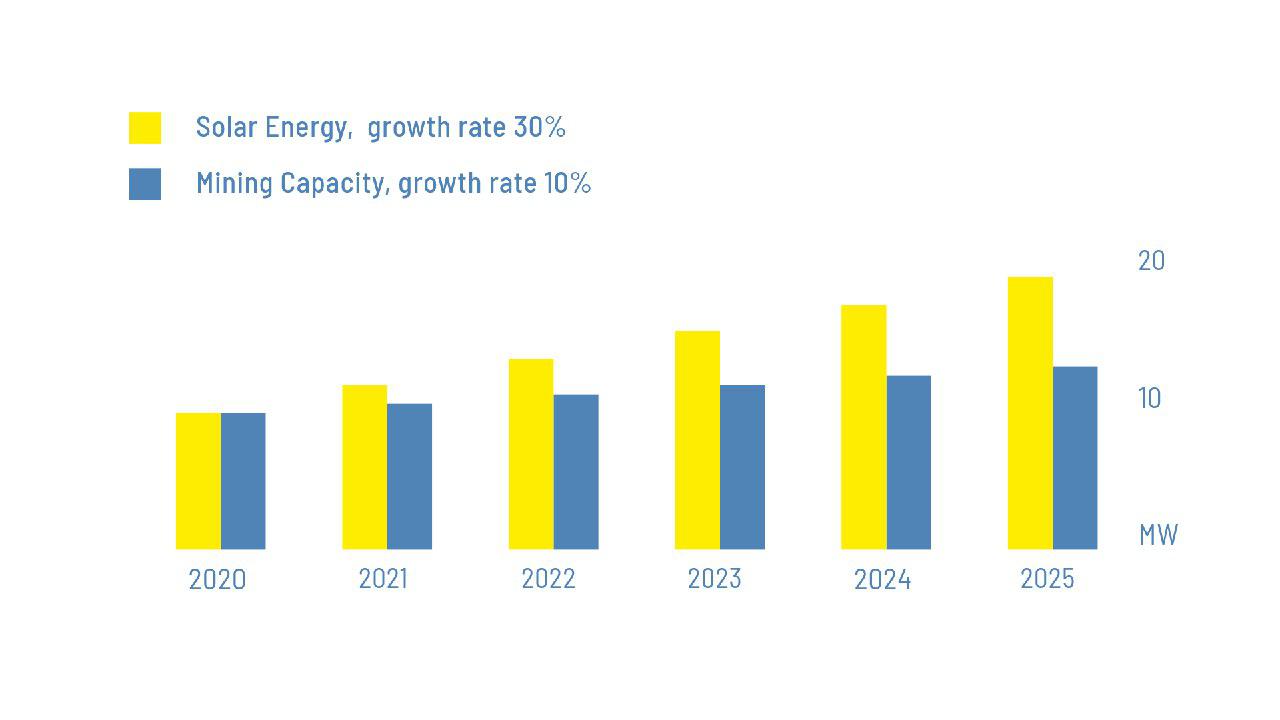 Solar Energy, growth rate 30%
Mining Capacity, growth rate 10%
20
10
MW
2020 2021 2022 2023 2024 2025